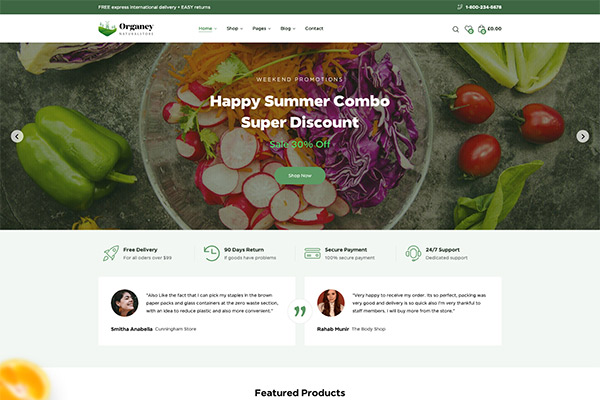 FREE express international delivery • EASY returns
1-800-234-5678
Organey
NATURALSTORE
Home Shop Pages Blog Contact
0 0 £0.00
WEEKEND PROMOTIONS
Happy Summer Combo
Super Discount
Sale 30% Off
Shop Now
Free Delivery
For all oders over $99
90 Days Return
If goods have problems
Secure Payment
100% secure payment
24/7 Support
Dedicated support
"Also Like the fact that I can pick my staples in the brown
paper packs and glass containers at the zero waste section,
with an idea to reduce plastic and also more convenient."
Smitha Anabella Cunningham Store
"Very happy to receive my order. Its so perfect, packing was
very good and delivery is so quick also I'm very thankful to
staff members. I will buy more from the store."
Rahab Munir The Body Shop
Featured Products